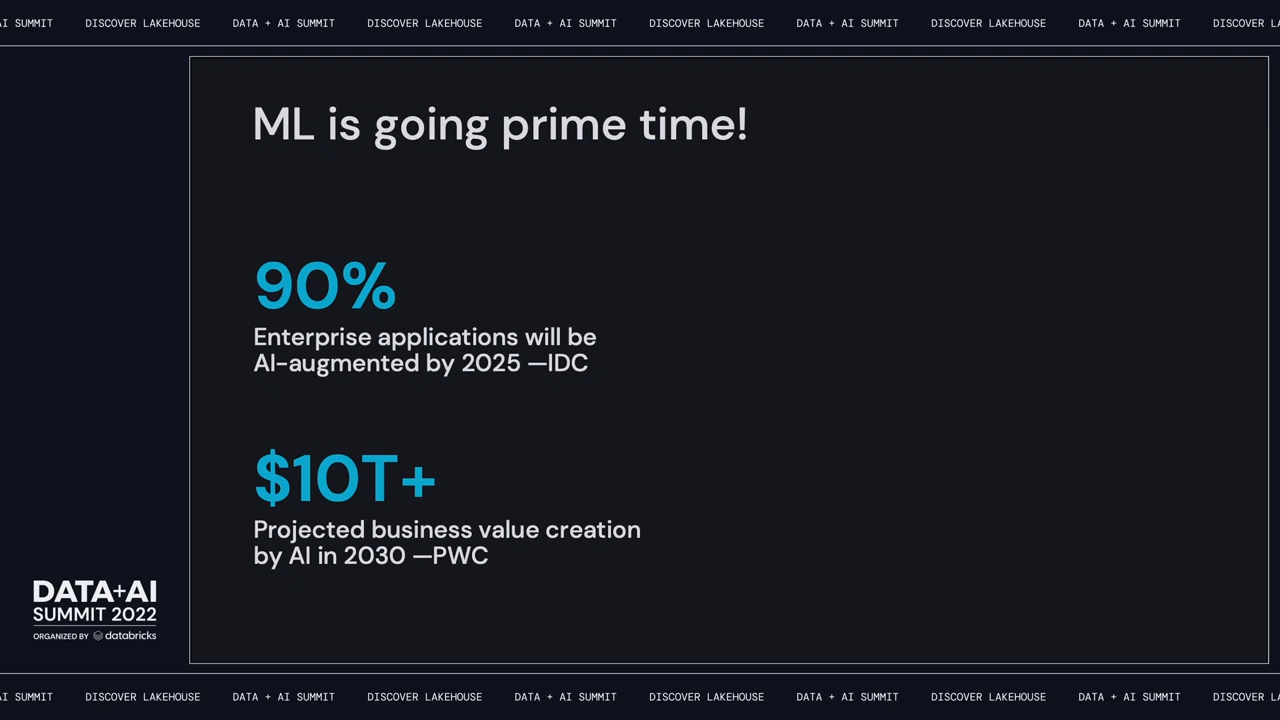 AI SUMMIT DISCOVER LAKEHOUSE DATA + AI SUMMIT DISCOVER LAKEHOUSE DATA + AI SUMMIT DISCOVER LAKEHOUSE DATA + AI SUMMIT DISCOVER LAKEHOUSE DATA + AI SUMMIT DISCOVER LA
ML is going prime time!
90%
Enterprise applications will be
AI-augmented by 2025 —IDC
$10T+
Projected business value creation
by AI in 2030 —PWC
DATA+AI
SUMMIT 2022
ORGANIZED BY databricks
AI SUMMIT DISCOVER LAKEHOUSE DATA + AI SUMMIT DISCOVER LAKEHOUSE DATA + AI SUMMIT DISCOVER LAKEHOUSE DATA + AI SUMMIT DISCOVER LAKEHOUSE DATA + AI SUMMIT DISCOVER LA